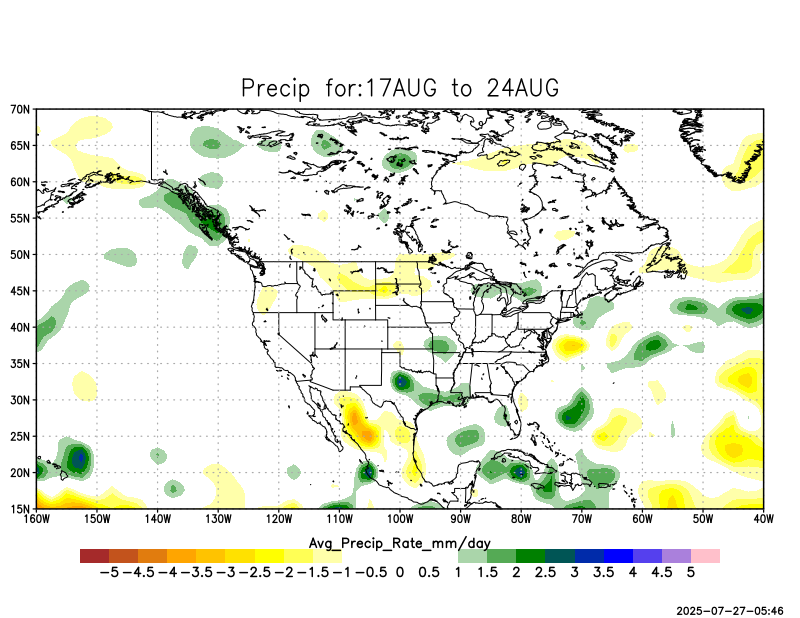 Precip for:17AUG to 24AUG
70N
65N
60N
55N
50N
45N
40N
35N
30N
25N
20N
15N
160W 150W 140W 130W 120W 110W 100W 90W 80W 70W 60W 50W 40W
Avg_Precip_Rate_mm/day
-5 -4.5 -4 -3.5 -3 -2.5 -2 -1.5 -1 -0.5 0 0.5 1 1.5 2 2.5 3 3.5 4 4.5 5
2025-07-27-05:46